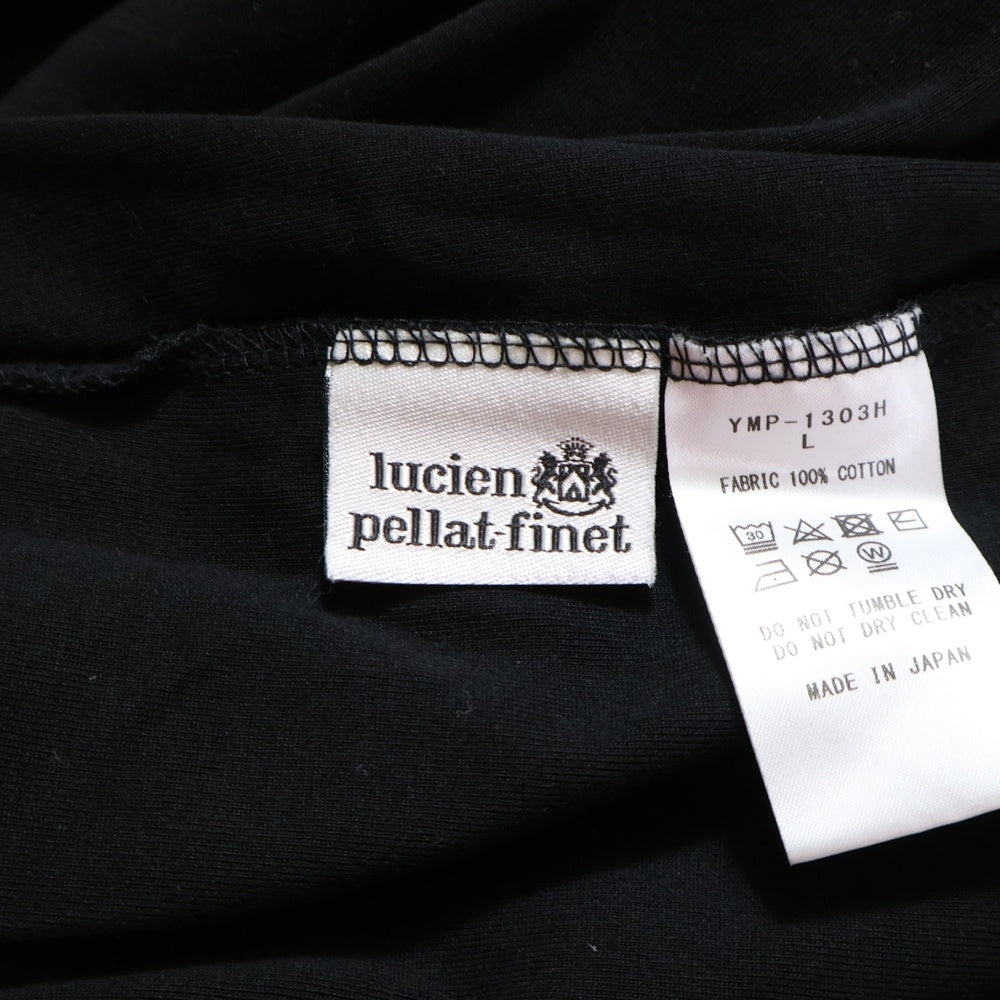 lucien
pellat-finet
YMP-1303H
L
FABRIC 100% COTTON
30
W
DO NOT TUMBLE DRY
DO NOT DRY CLEAN
MADE IN JAPAN